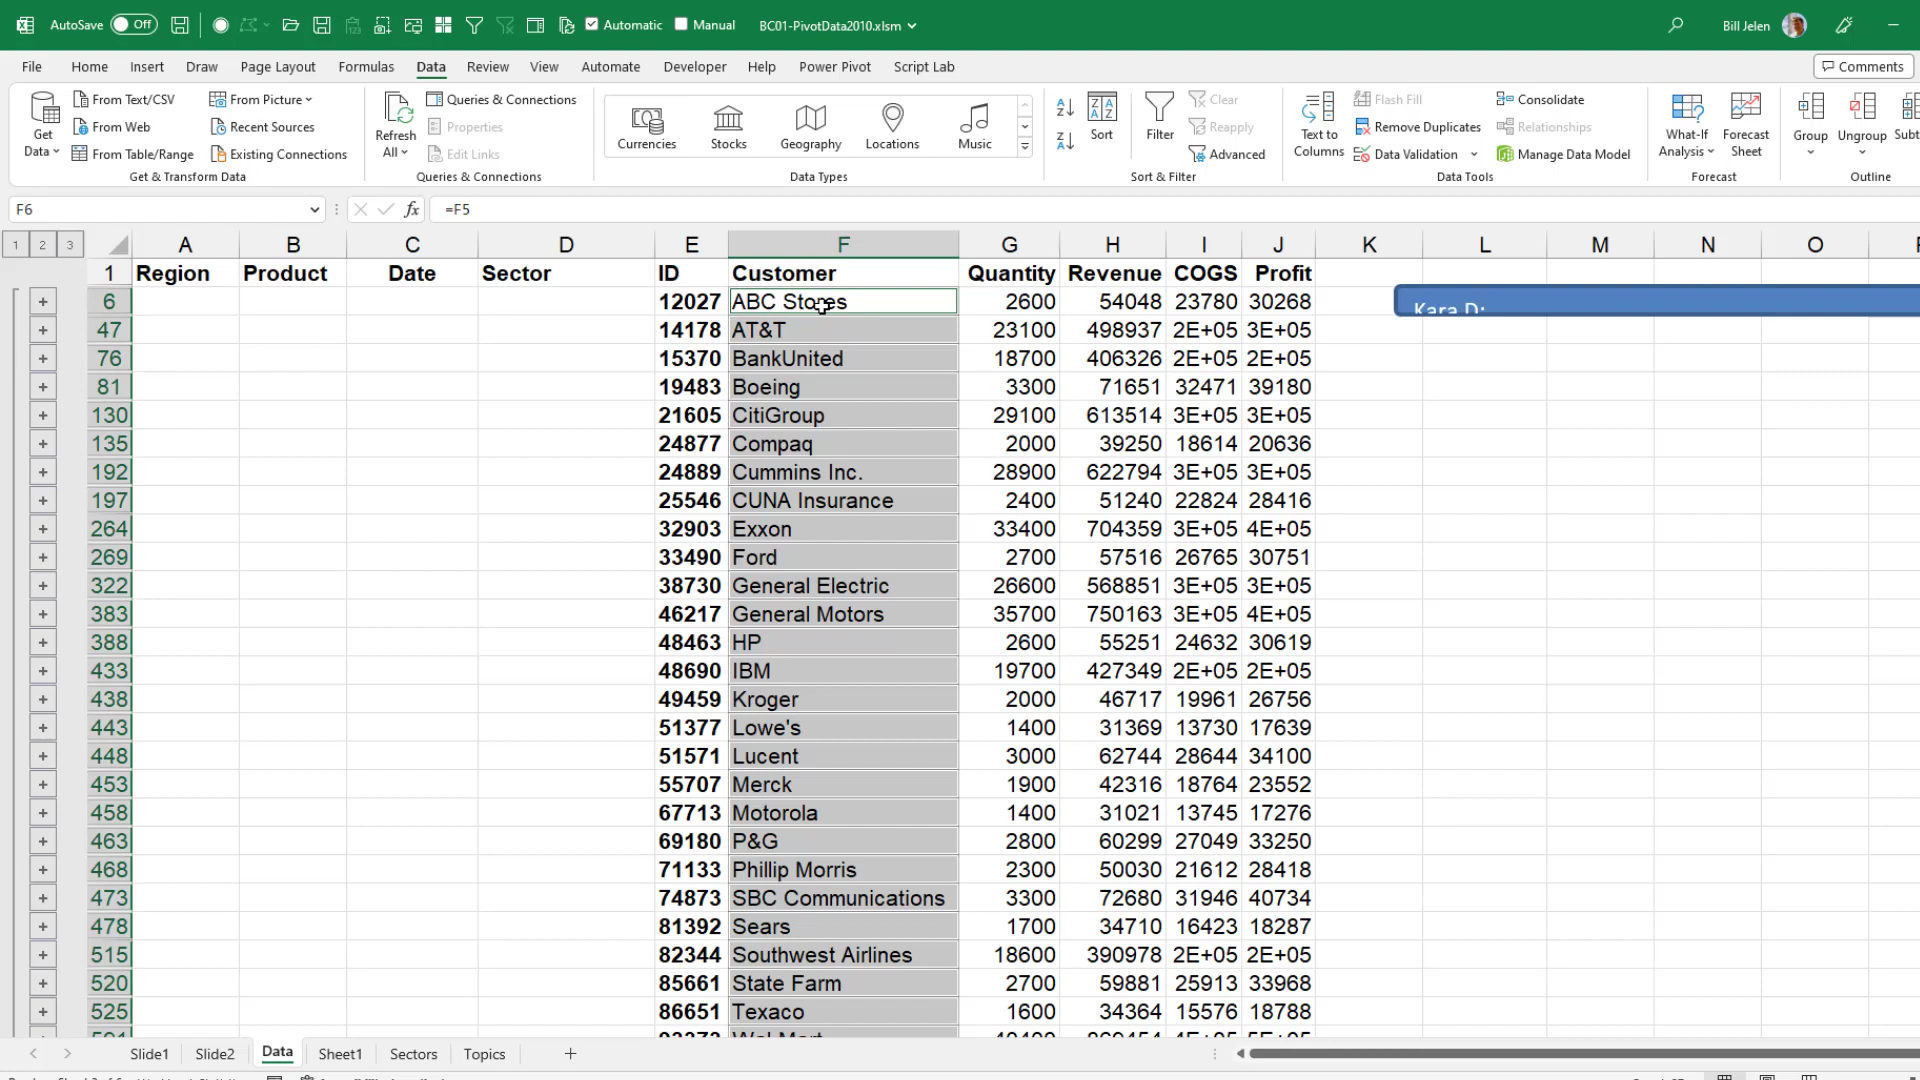 AutoSave Off Automatic Manual BC01-PivotData2010.xlsm Bill Jelen
File Home Insert Draw Page Layout Formulas Data Review View Automate Developer Help Power Pivot Script Lab Comments
Get Data From Text/CSV From Picture Refresh All Queries & Connections Currencies Stocks Geography Locations Music Sort Filter Clear Text to Columns Flash Fill Consolidate What-If Analysis Forecast Sheet Group Ungroup
From Web Recent Sources Properties Reapply Remove Duplicates Relationships
From Table/Range Existing Connections Edit Links Advanced Data Validation Manage Data Model
Get & Transform Data Queries & Connections Data Types Sort & Filter Data Tools Forecast Outline
F6 fx =F5
1 2 3 A B C D E F G H I J K L M N O
1 Region Product Date Sector ID Customer Quantity Revenue COGS Profit
6 12027 ABC Stores 2600 54048 23780 30268 Kara D:
47 14178 AT&T 23100 498937 2E+05 3E+05
76 15370 BankUnited 18700 406326 2E+05 2E+05
81 19483 Boeing 3300 71651 32471 39180
130 21605 CitiGroup 29100 613514 3E+05 3E+05
135 24877 Compaq 2000 39250 18614 20636
192 24889 Cummins Inc. 28900 622794 3E+05 3E+05
197 25546 CUNA Insurance 2400 51240 22824 28416
264 32903 Exxon 33400 704359 3E+05 4E+05
269 33490 Ford 2700 57516 26765 30751
322 38730 General Electric 26600 568851 3E+05 3E+05
383 46217 General Motors 35700 750163 3E+05 4E+05
388 48463 HP 2600 55251 24632 30619
433 48690 IBM 19700 427349 2E+05 2E+05
438 49459 Kroger 2000 46717 19961 26756
443 51377 Lowe's 1400 31369 13730 17639
448 51571 Lucent 3000 62744 28644 34100
453 55707 Merck 1900 42316 18764 23552
458 67713 Motorola 1400 31021 13745 17276
463 69180 P&G 2800 60299 27049 33250
468 71133 Phillip Morris 2300 50030 21612 28418
473 74873 SBC Communications 3300 72680 31946 40734
478 81392 Sears 1700 34710 16423 18287
515 82344 Southwest Airlines 18600 390978 2E+05 2E+05
520 85661 State Farm 2700 59881 25913 33968
525 86651 Texaco 1600 34364 15576 18788
Slide1 Slide2 Data Sheet1 Sectors Topics